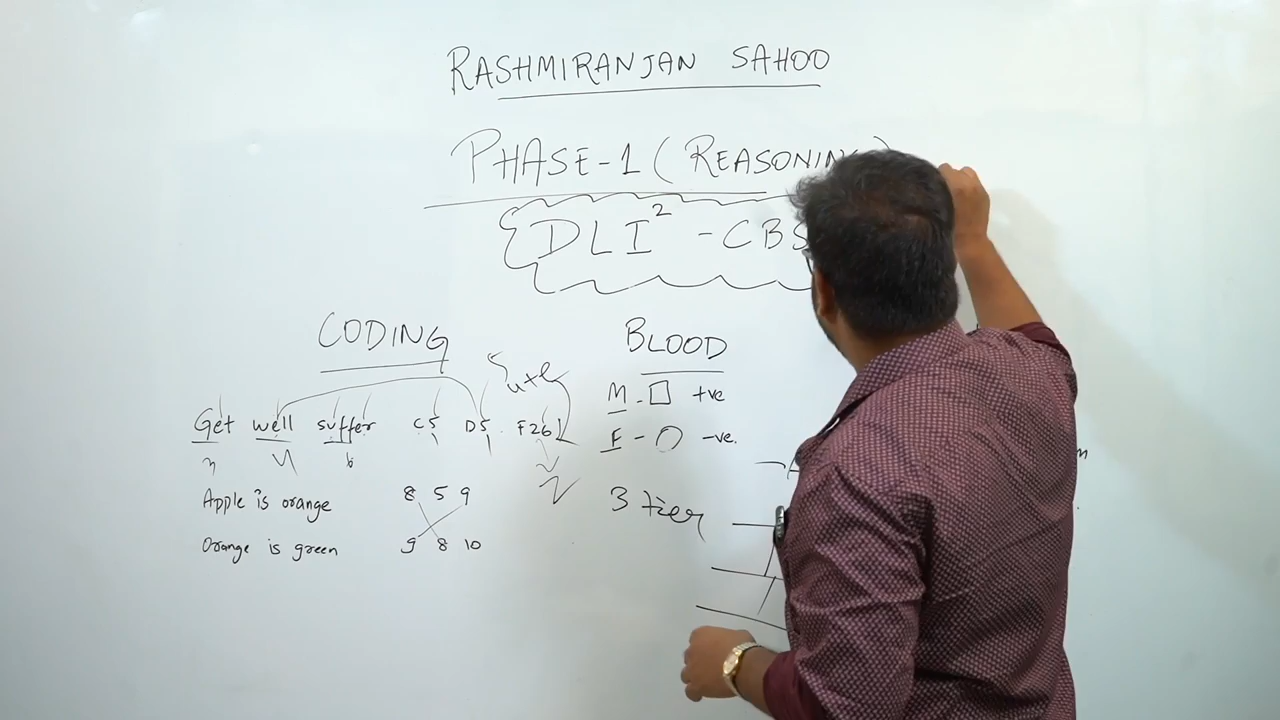 RASHMIRANJAN SAHOO
PHASE-1 (REASONING)
DLI² -CBS
CODING
Get well suffer C5 D5 F26
Apple is orange 8 5 9
Orange is green 9 8 10
BLOOD
M - +ve
F - -ve.
3 tier